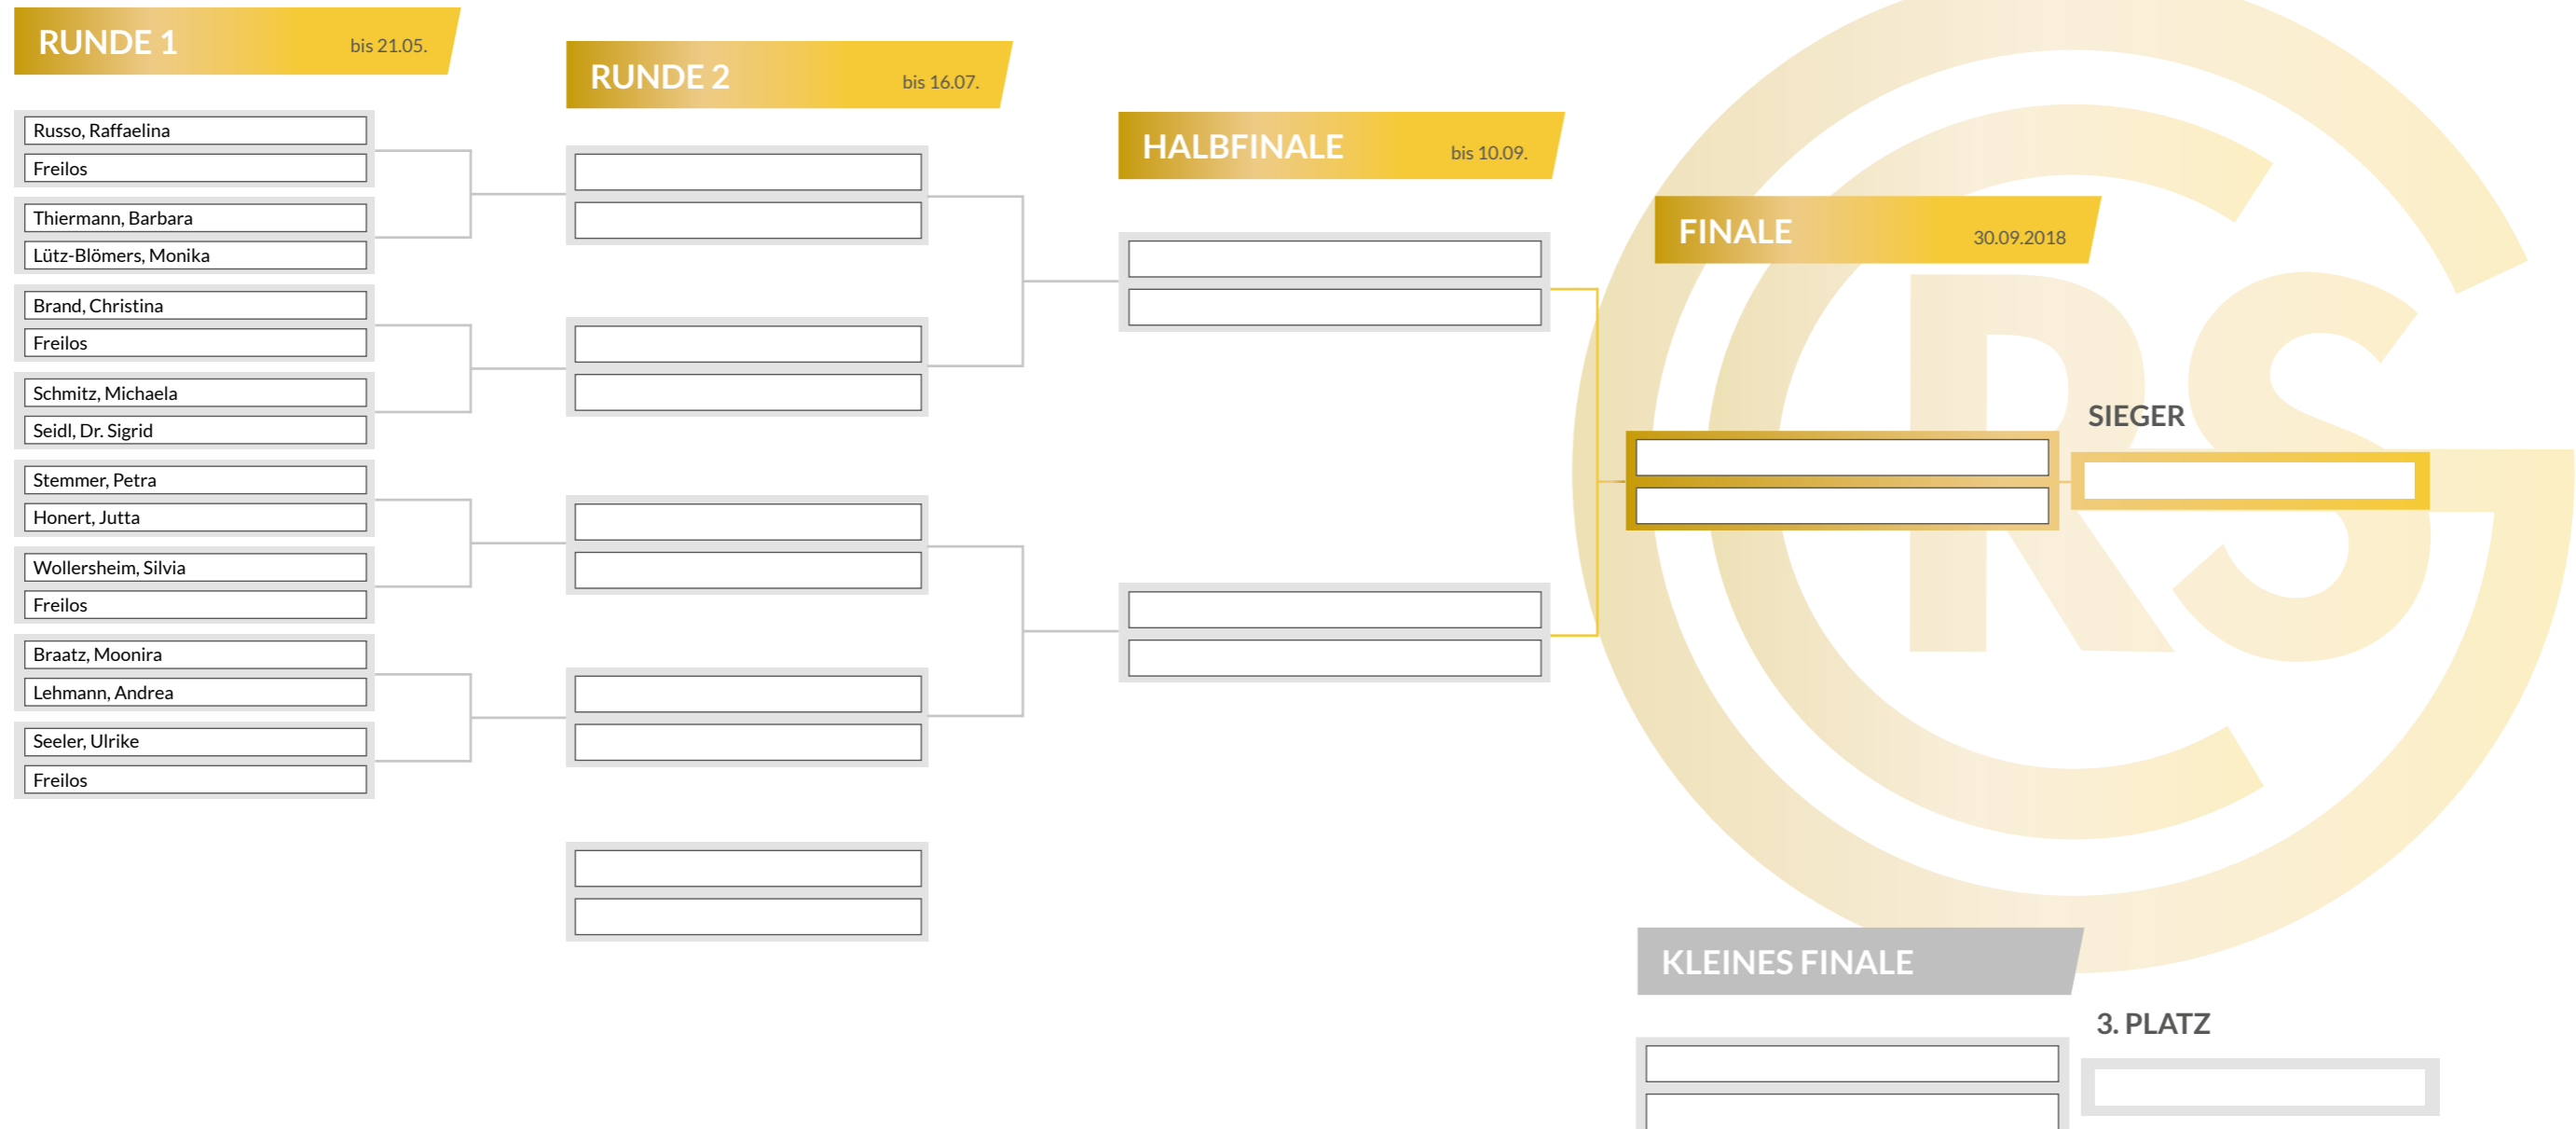 RUNDE 1
bis 21.05.
Russo, Raffaelina
Freilos
Thiermann, Barbara
Lütz-Blömers, Monika
Brand, Christina
Freilos
Schmitz, Michaela
Seidl, Dr. Sigrid
Stemmer, Petra
Honert, Jutta
Wollersheim, Silvia
Freilos
Braatz, Moonira
Lehmann, Andrea
Seeler, Ulrike
Freilos
RUNDE 2
bis 16.07.
HALBFINALE
bis 10.09.
FINALE
30.09.2018
RS
SIEGER
KLEINES FINALE
3. PLATZ